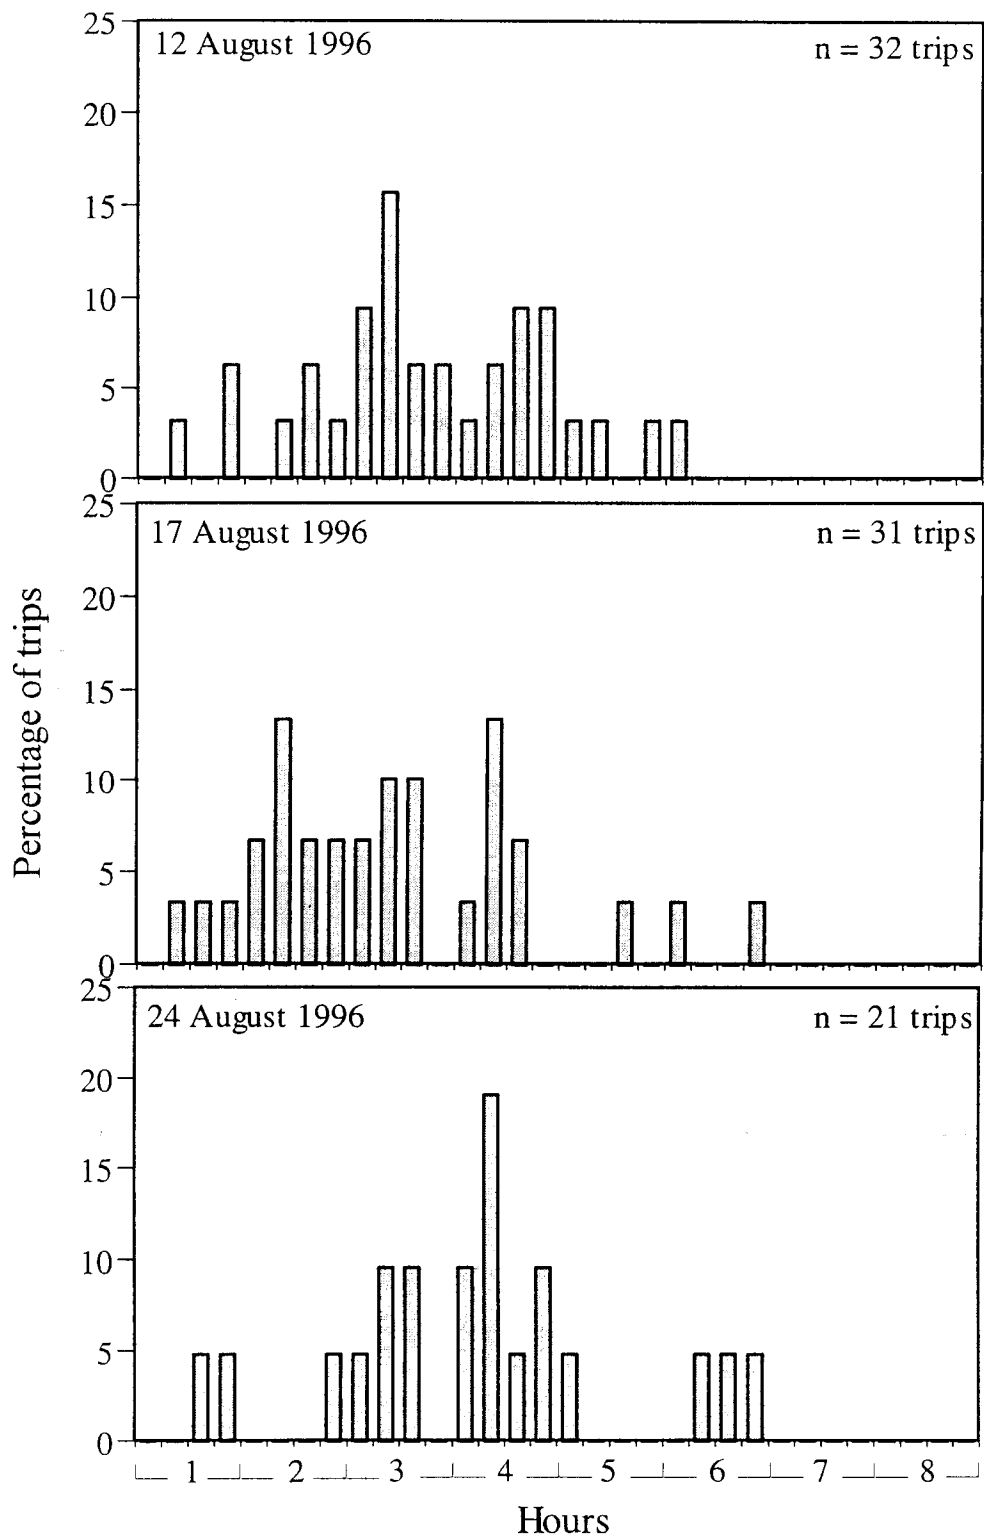 25
12 August 1996
n = 32 trips
20
15
10
5
0
25
17 August 1996
n = 31 trips
20
15
10
5
0
25
24 August 1996
n = 21 trips
20
15
10
5
0
Percentage of trips
1 2 3 4 5 6 7 8
Hours